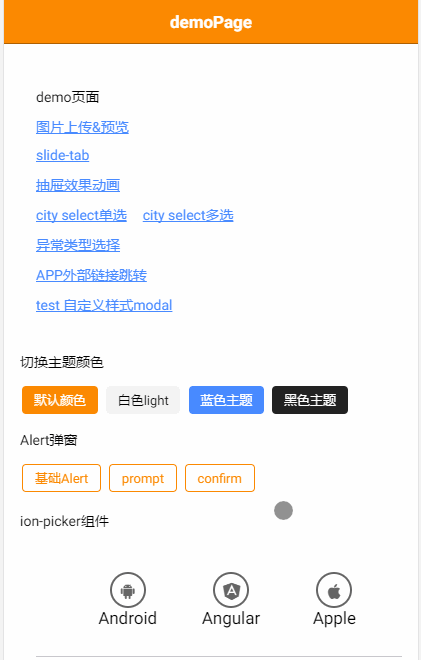 demoPage
demo页面
图片上传&预览
slide-tab
抽屉效果动画
city select单选 city select多选
异常类型选择
APP外部链接跳转
test 自定义样式modal
切换主题颜色
默认颜色 白色light 蓝色主题 黑色主题
Alert弹窗
基础Alert prompt confirm
ion-picker组件
Android Angular Apple